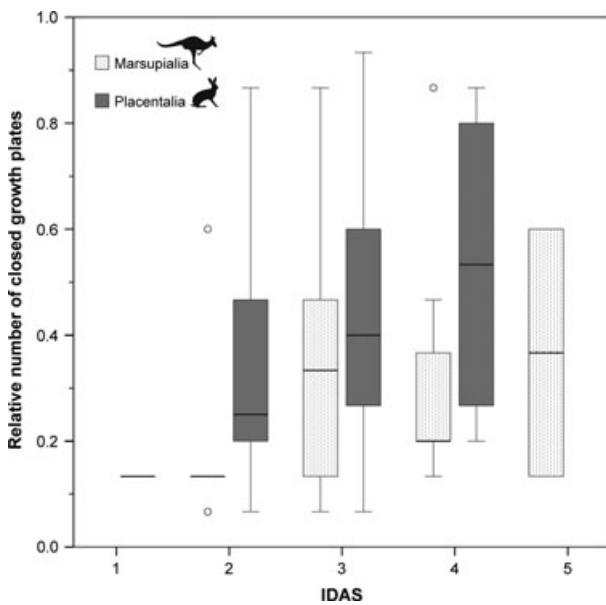 1.0
Marsupialia
Placentalia
0.8
0.6
0.4
0.2
0.0
Relative number of closed growth plates
1 2 3 4 5
IDAS